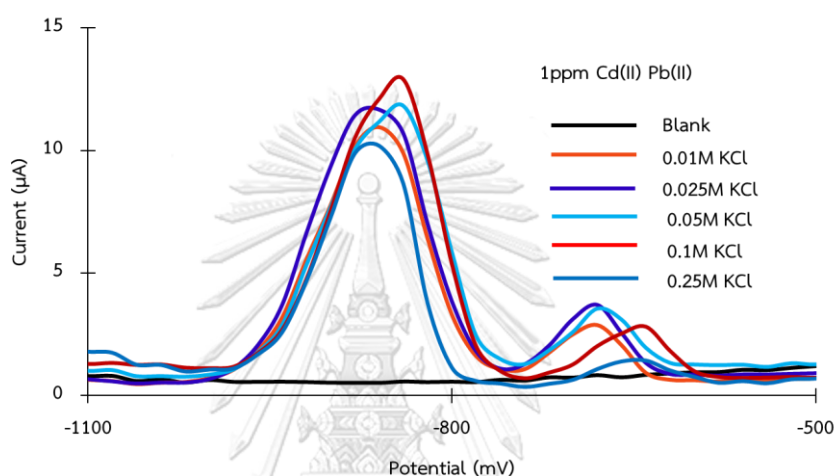 15
10
5
0
Current (µA)
-1100
-800
-500
Potential (mV)
1ppm Cd(II) Pb(II)
Blank
0.01M KCl
0.025M KCl
0.05M KCl
0.1M KCl
0.25M KCl